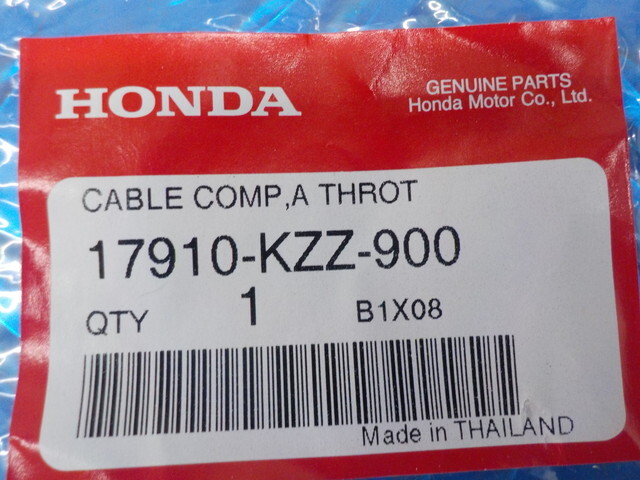 HONDA
GENUINE PARTS
Honda Motor Co., Ltd.
CABLE COMP,A THROT
17910-KZZ-900
QTY 1 B1X08
Made in THAILAND